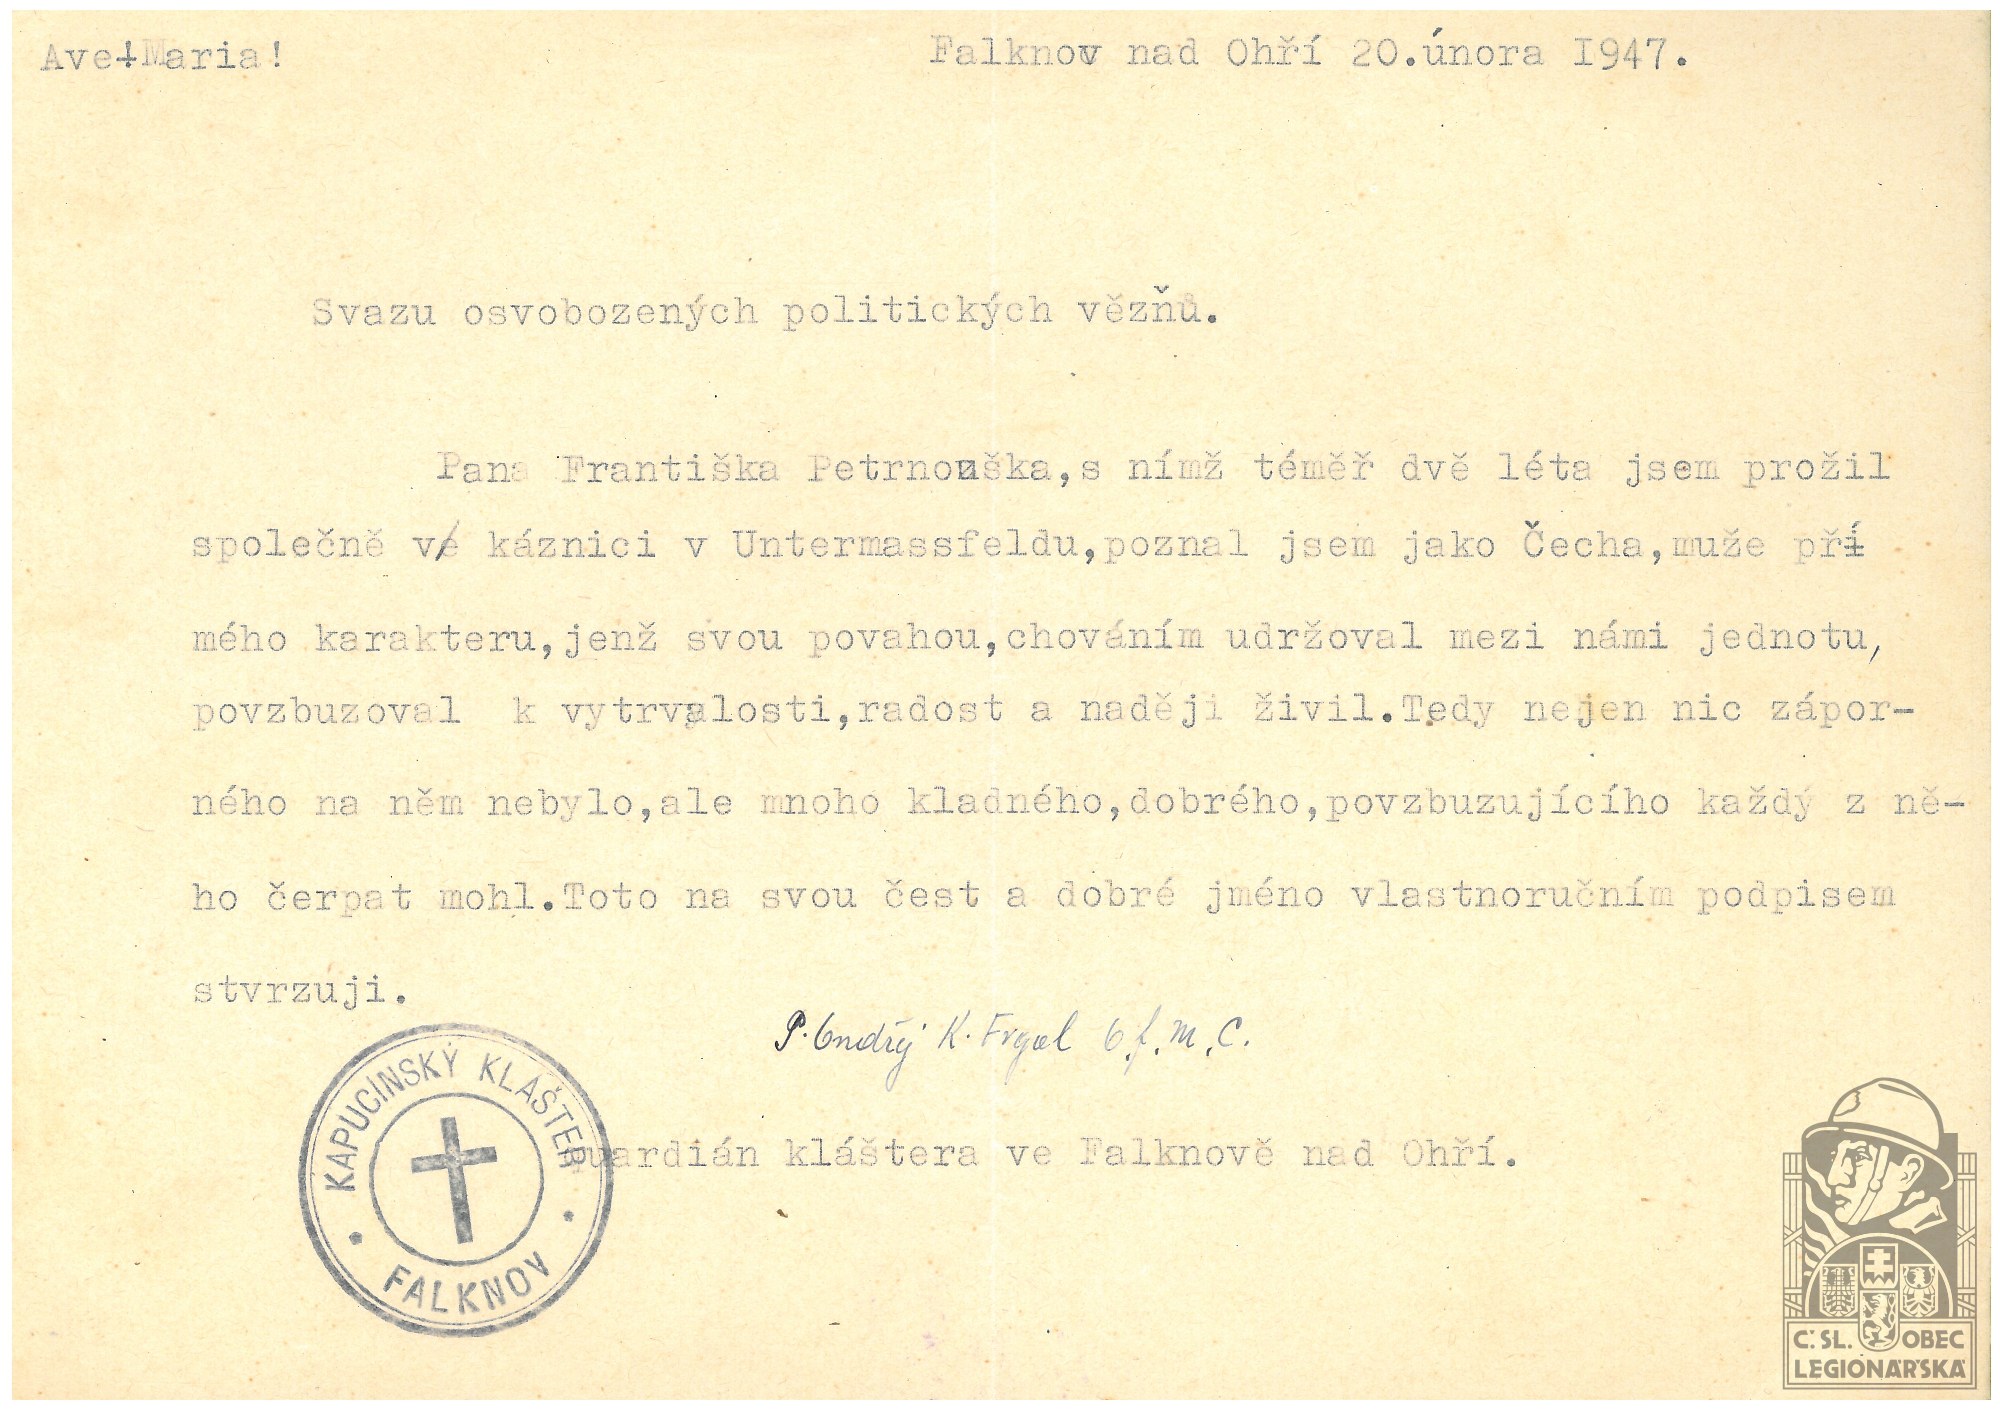 Ave+Maria!
Falknov nad Ohří 20.února I947.
Svazu osvobozených politických vězňů.
Pana Františka Petrnouška,s nímž téměř dvě léta jsem prožil
společně v káznici v Untermassfeldu,poznal jsem jako Čecha,muže pří
mého karakteru,jenž svou povahou,chováním udržoval mezi námi jednotu,
povzbuzoval k vytrvalosti,radost a naději živil.Tedy nejen nic zápor-
ného na něm nebylo,ale mnoho kladného,dobrého,povzbuzujícího každý z ně-
ho čerpat mohl.Toto na svou čest a dobré jméno vlastnoručním podpisem
stvrzuji.
P. Ondřej K. Frgal O.f.M.C.
Guardián kláštera ve Falknově nad Ohří.
KAPUCÍNSKÝ KLÁŠTER
FALKNOV
Č.SL. OBEC
LEGIONÁŘSKÁ